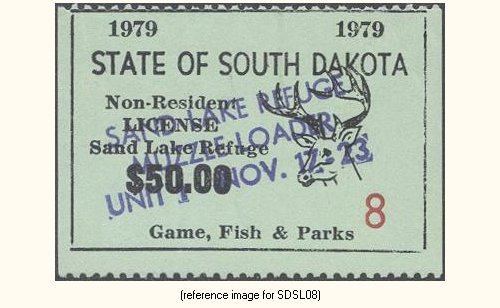 1979 1979
STATE OF SOUTH DAKOTA
Non-Resident
LICENSE
Sand Lake Refuge
$50.00
SAND LAKE REFUGE
MUZZLE LOADER
UNIT 1 NOV. 17-23
8
Game, Fish & Parks
(reference image for SDSL08)